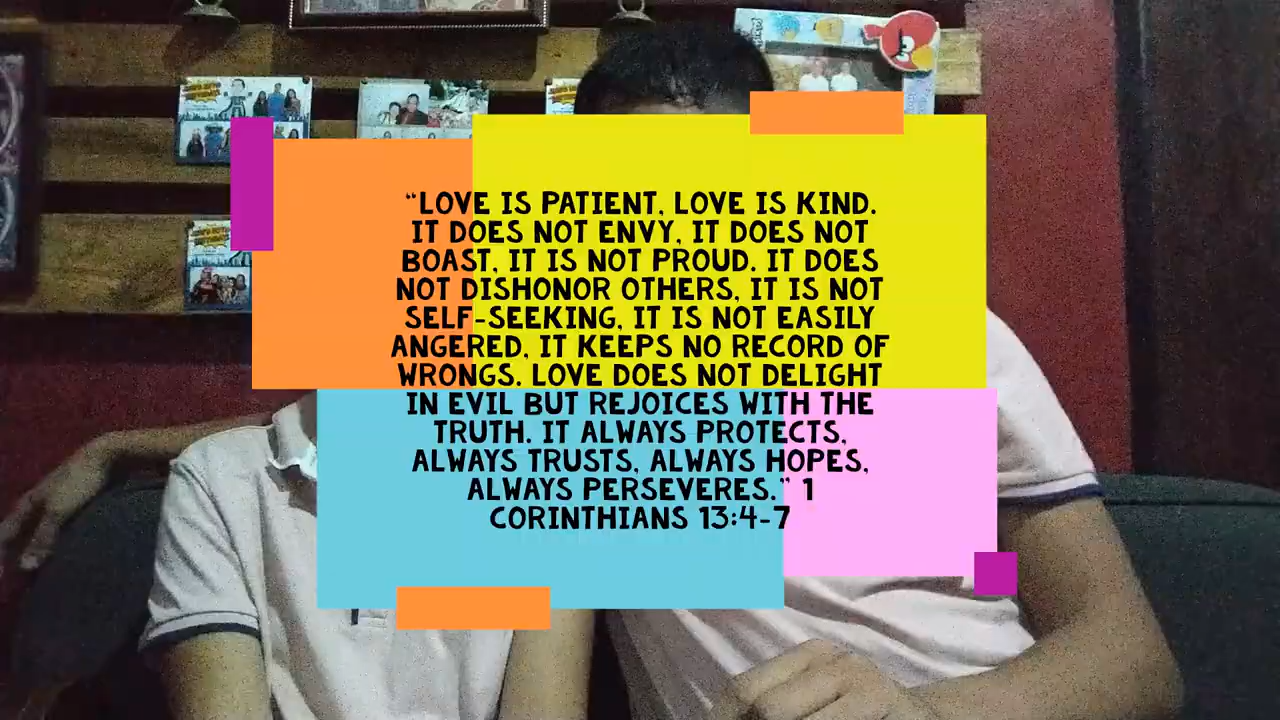 “LOVE IS PATIENT, LOVE IS KIND.
IT DOES NOT ENVY, IT DOES NOT
BOAST, IT IS NOT PROUD. IT DOES
NOT DISHONOR OTHERS, IT IS NOT
SELF-SEEKING, IT IS NOT EASILY
ANGERED, IT KEEPS NO RECORD OF
WRONGS. LOVE DOES NOT DELIGHT
IN EVIL BUT REJOICES WITH THE
TRUTH. IT ALWAYS PROTECTS,
ALWAYS TRUSTS, ALWAYS HOPES,
ALWAYS PERSEVERES.” 1
CORINTHIANS 13:4-7